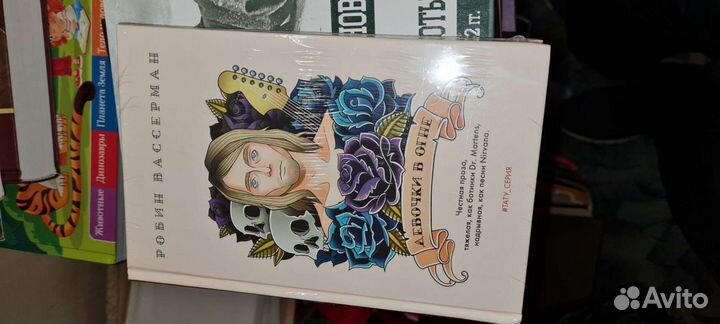 РОБИН ВАССЕРМАН
ДЕВОЧКИ В ОГНЕ
Честная проза,
тяжелая, как ботинки Dr. Martens,
надрывная, как песни Nirvana.
#ТАТУ_СЕРИЯ
Животные
Динозавры
Планета Земля
Avito